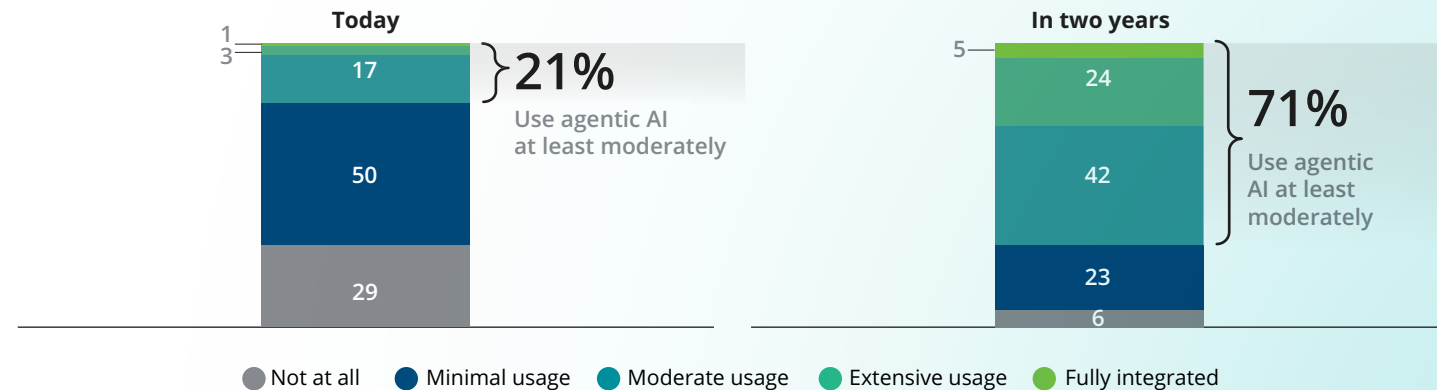 Today
In two years
1
3
17
50
29
21%
Use agentic AI
at least moderately
5
24
42
23
6
71%
Use agentic
AI at least
moderately
Not at all
Minimal usage
Moderate usage
Extensive usage
Fully integrated